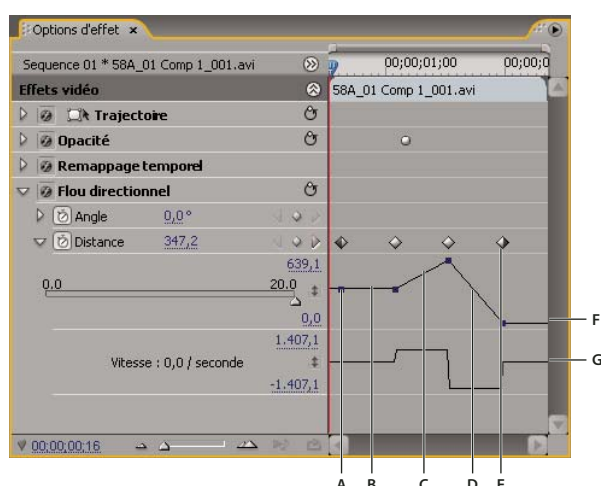 Options d'effet ×
Sequence 01 * 58A_01 Comp 1_001.avi
00;00;01;00 00;00;0
Effets vidéo
58A_01 Comp 1_001.avi
Trajectoire
Opacité
Remappage temporel
Flou directionnel
Angle 0,0°
Distance 347,2
639,1
0.0 20.0
0,0
F
1.407,1
Vitesse : 0,0 / seconde
G
-1.407,1
00;00;00;16
A B C D E